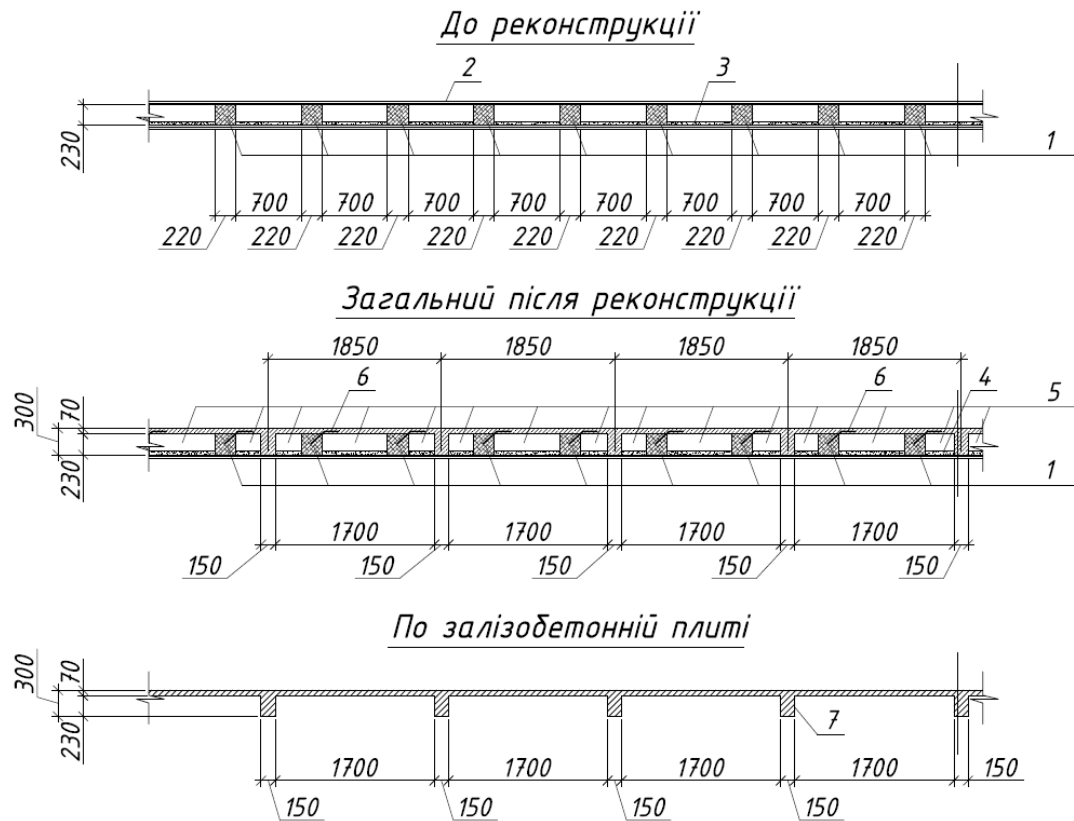 До реконструкції
2 3
230
1
700 700 700 700 700 700 700 700
220 220 220 220 220 220 220 220 220
Загальний після реконструкції
1850 1850 1850 1850
6 6 4
300 70 5
230 1
1700 1700 1700 1700
150 150 150 150 150
По залізобетонній плиті
300 70
230 7
1700 1700 1700 1700 150
150 150 150 150